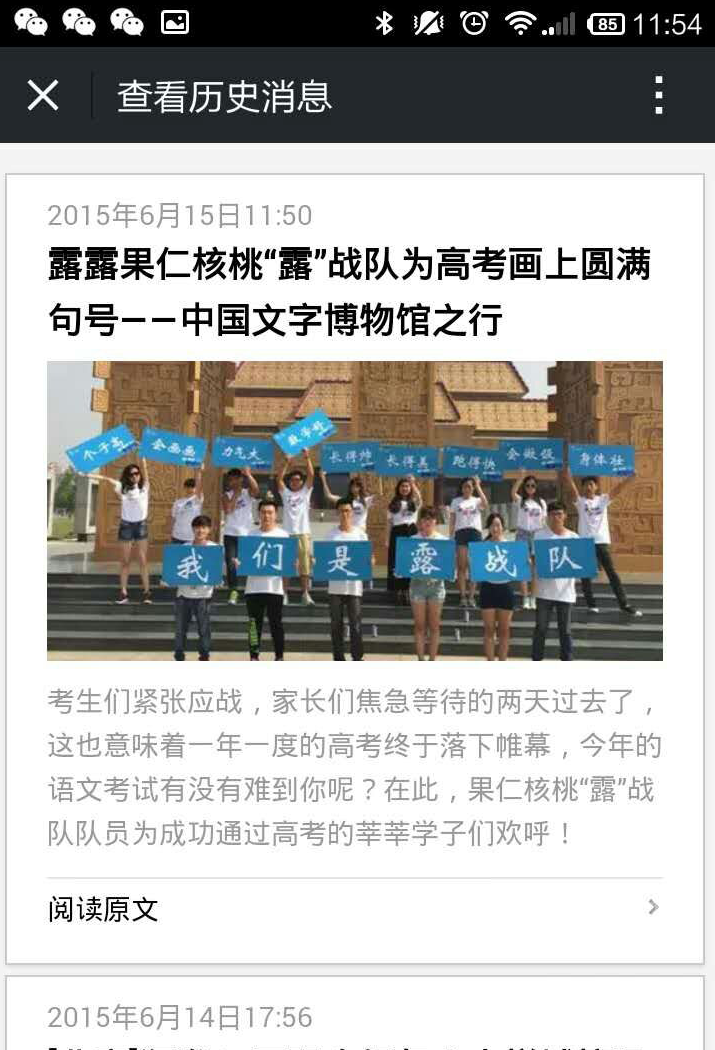 85 11:54
查看历史消息
2015年6月15日11:50
露露果仁核桃“露”战队为高考画上圆满
句号——中国文字博物馆之行
个子高 会画画 力气大 数学好 长得帅 长得美 跑得快 会做饭 身体壮
我 们 是 露 战 队
考生们紧张应战，家长们焦急等待的两天过去了，
这也意味着一年一度的高考终于落下帷幕，今年的
语文考试有没有难到你呢？在此，果仁核桃“露”战
队队员为成功通过高考的莘莘学子们欢呼！
阅读原文
2015年6月14日17:56